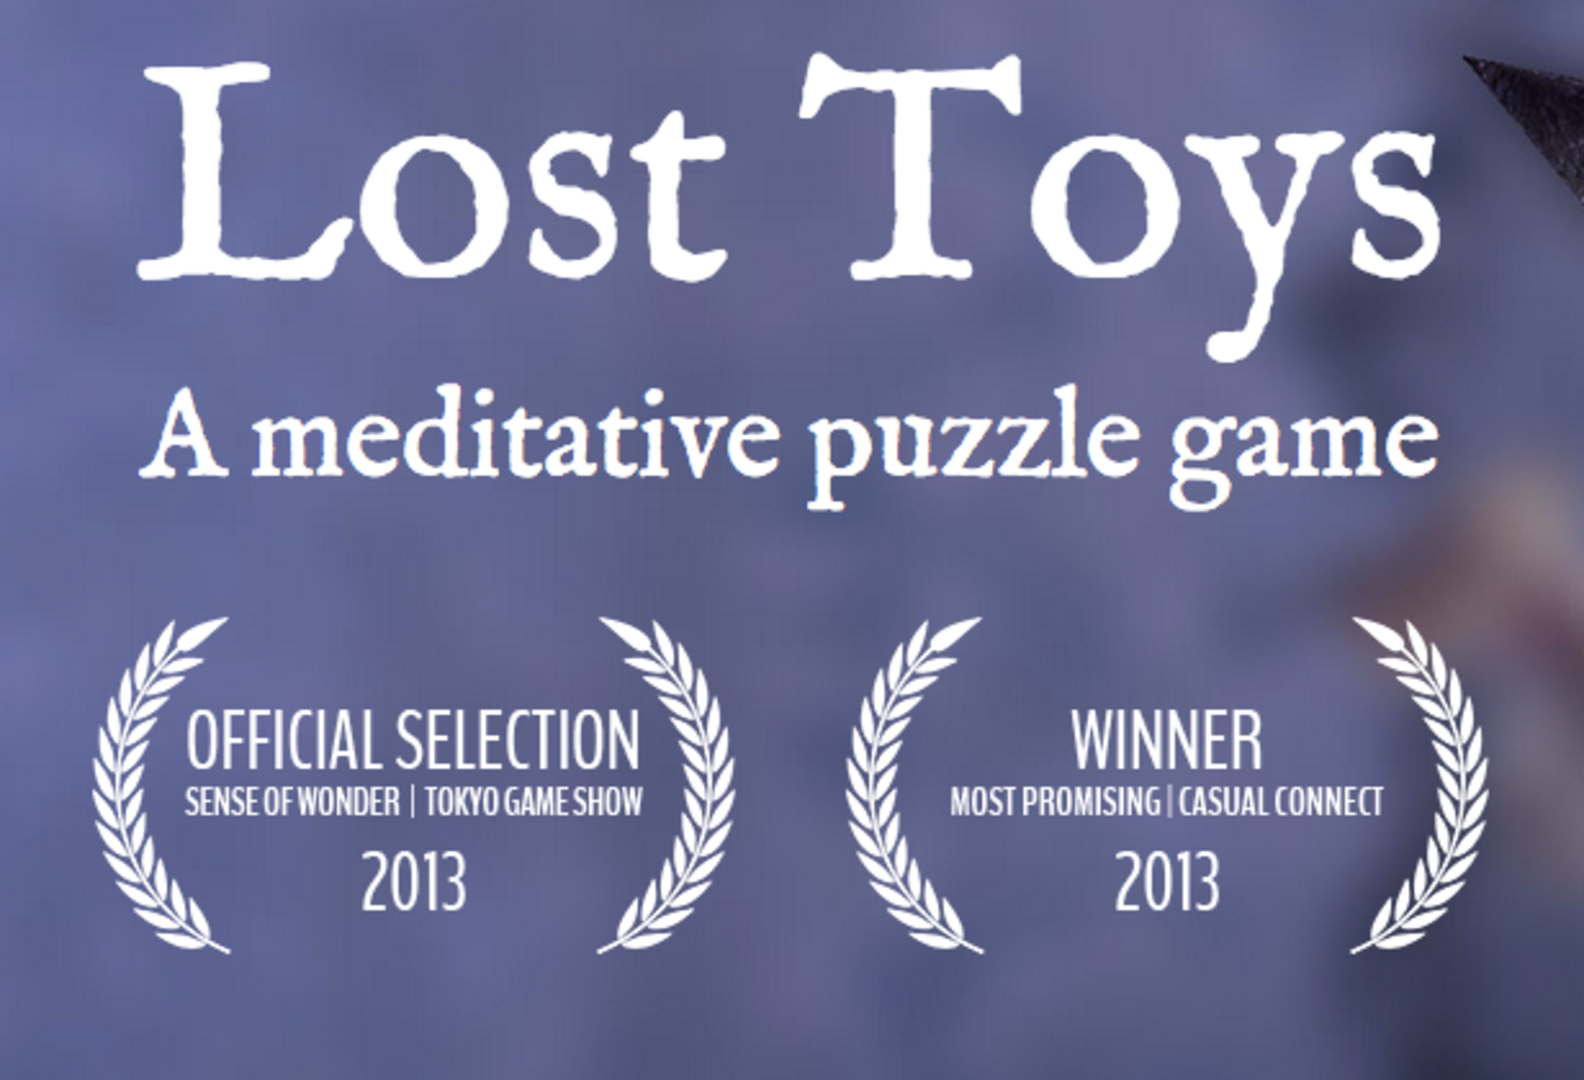 Lost Toys
A meditative puzzle game
OFFICIAL SELECTION
SENSE OF WONDER | TOKYO GAME SHOW
2013
WINNER
MOST PROMISING | CASUAL CONNECT
2013